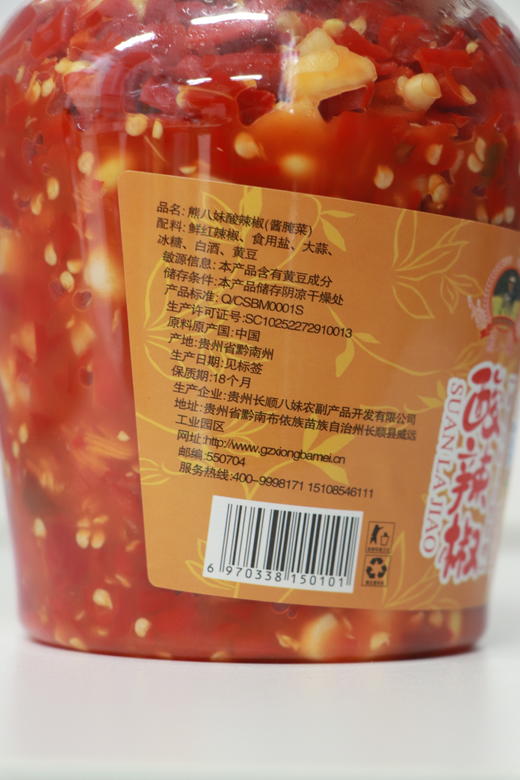 品名: 熊八妹酸辣椒(酱腌菜)
配料: 鲜红辣椒、食用盐、大蒜、
冰糖、白酒、黄豆
敏源信息: 本产品含有黄豆成分
储存条件: 本产品储存阴凉干燥处
产品标准: Q/CSBM0001S
生产许可证号:SC10252272910013
原料原产国:中国
产地: 贵州省黔南州
生产日期: 见标签
保质期:18个月
生产企业: 贵州长顺八妹农副产品开发有限公司
地址: 贵州省黔南布依族苗族自治州长顺县威远
工业园区
网址:http://www.gzxiongbamei.cn
邮编:550704
服务热线:400-9998171 15108546111
6 970338 150101
酸辣椒
SUAN LA JIAO